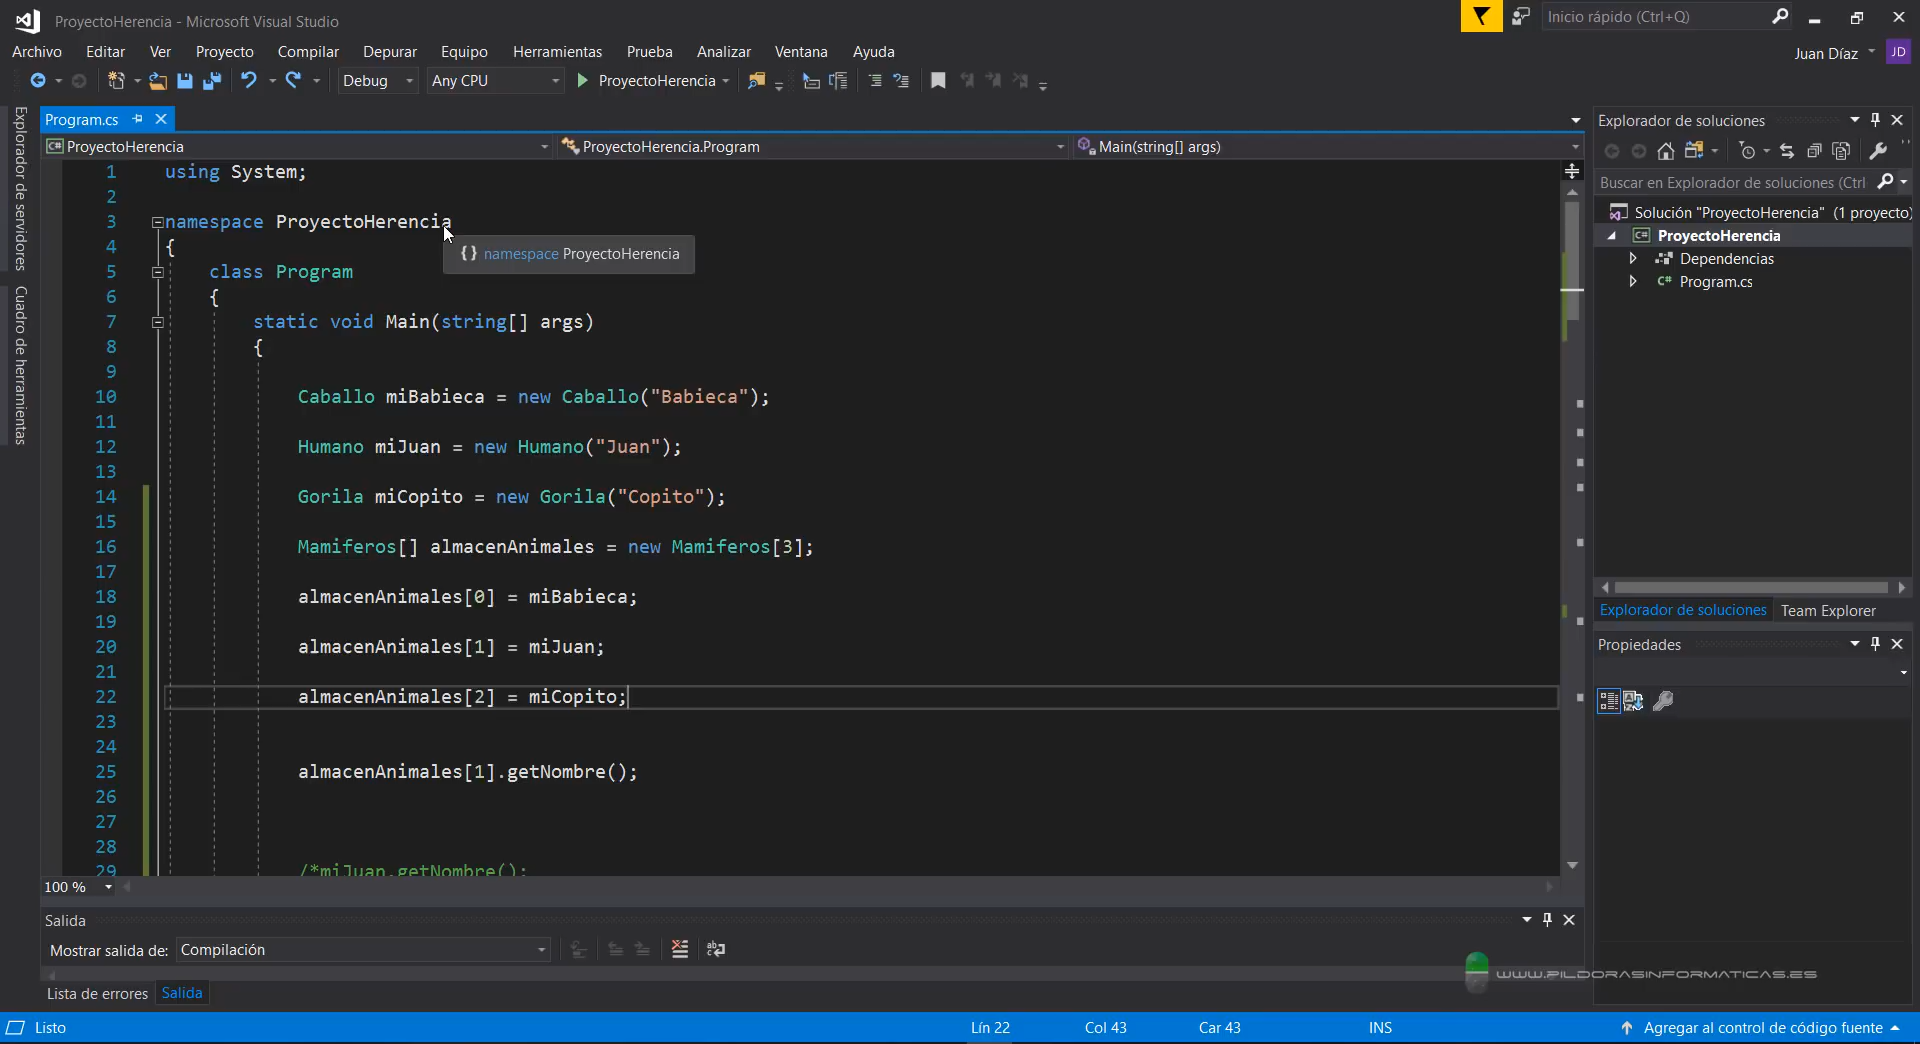 ProyectoHerencia - Microsoft Visual Studio
Inicio rápido (Ctrl+Q)
Archivo Editar Ver Proyecto Compilar Depurar Equipo Herramientas Prueba Analizar Ventana Ayuda
Juan Díaz JD
Debug Any CPU ProyectoHerencia
Explorador de servidores
Cuadro de herramientas
Program.cs
ProyectoHerencia ProyectoHerencia.Program Main(string[] args)
1 using System;
2
3 namespace ProyectoHerencia
4 {
{} namespace ProyectoHerencia
5 class Program
6 {
7 static void Main(string[] args)
8 {
9
10 Caballo miBabieca = new Caballo("Babieca");
11
12 Humano miJuan = new Humano("Juan");
13
14 Gorila miCopito = new Gorila("Copito");
15
16 Mamiferos[] almacenAnimales = new Mamiferos[3];
17
18 almacenAnimales[0] = miBabieca;
19
20 almacenAnimales[1] = miJuan;
21
22 almacenAnimales[2] = miCopito;
23
24
25 almacenAnimales[1].getNombre();
26
27
28
29 /*miJuan.getNombre();
100 %
Salida
Mostrar salida de: Compilación
Lista de errores Salida
Explorador de soluciones
Buscar en Explorador de soluciones (Ctrl
Solución "ProyectoHerencia" (1 proyecto)
C# ProyectoHerencia
Dependencias
C# Program.cs
Explorador de soluciones Team Explorer
Propiedades
WWW.PILDORASINFORMATICAS.ES
Listo Lín 22 Col 43 Car 43 INS Agregar al control de código fuente